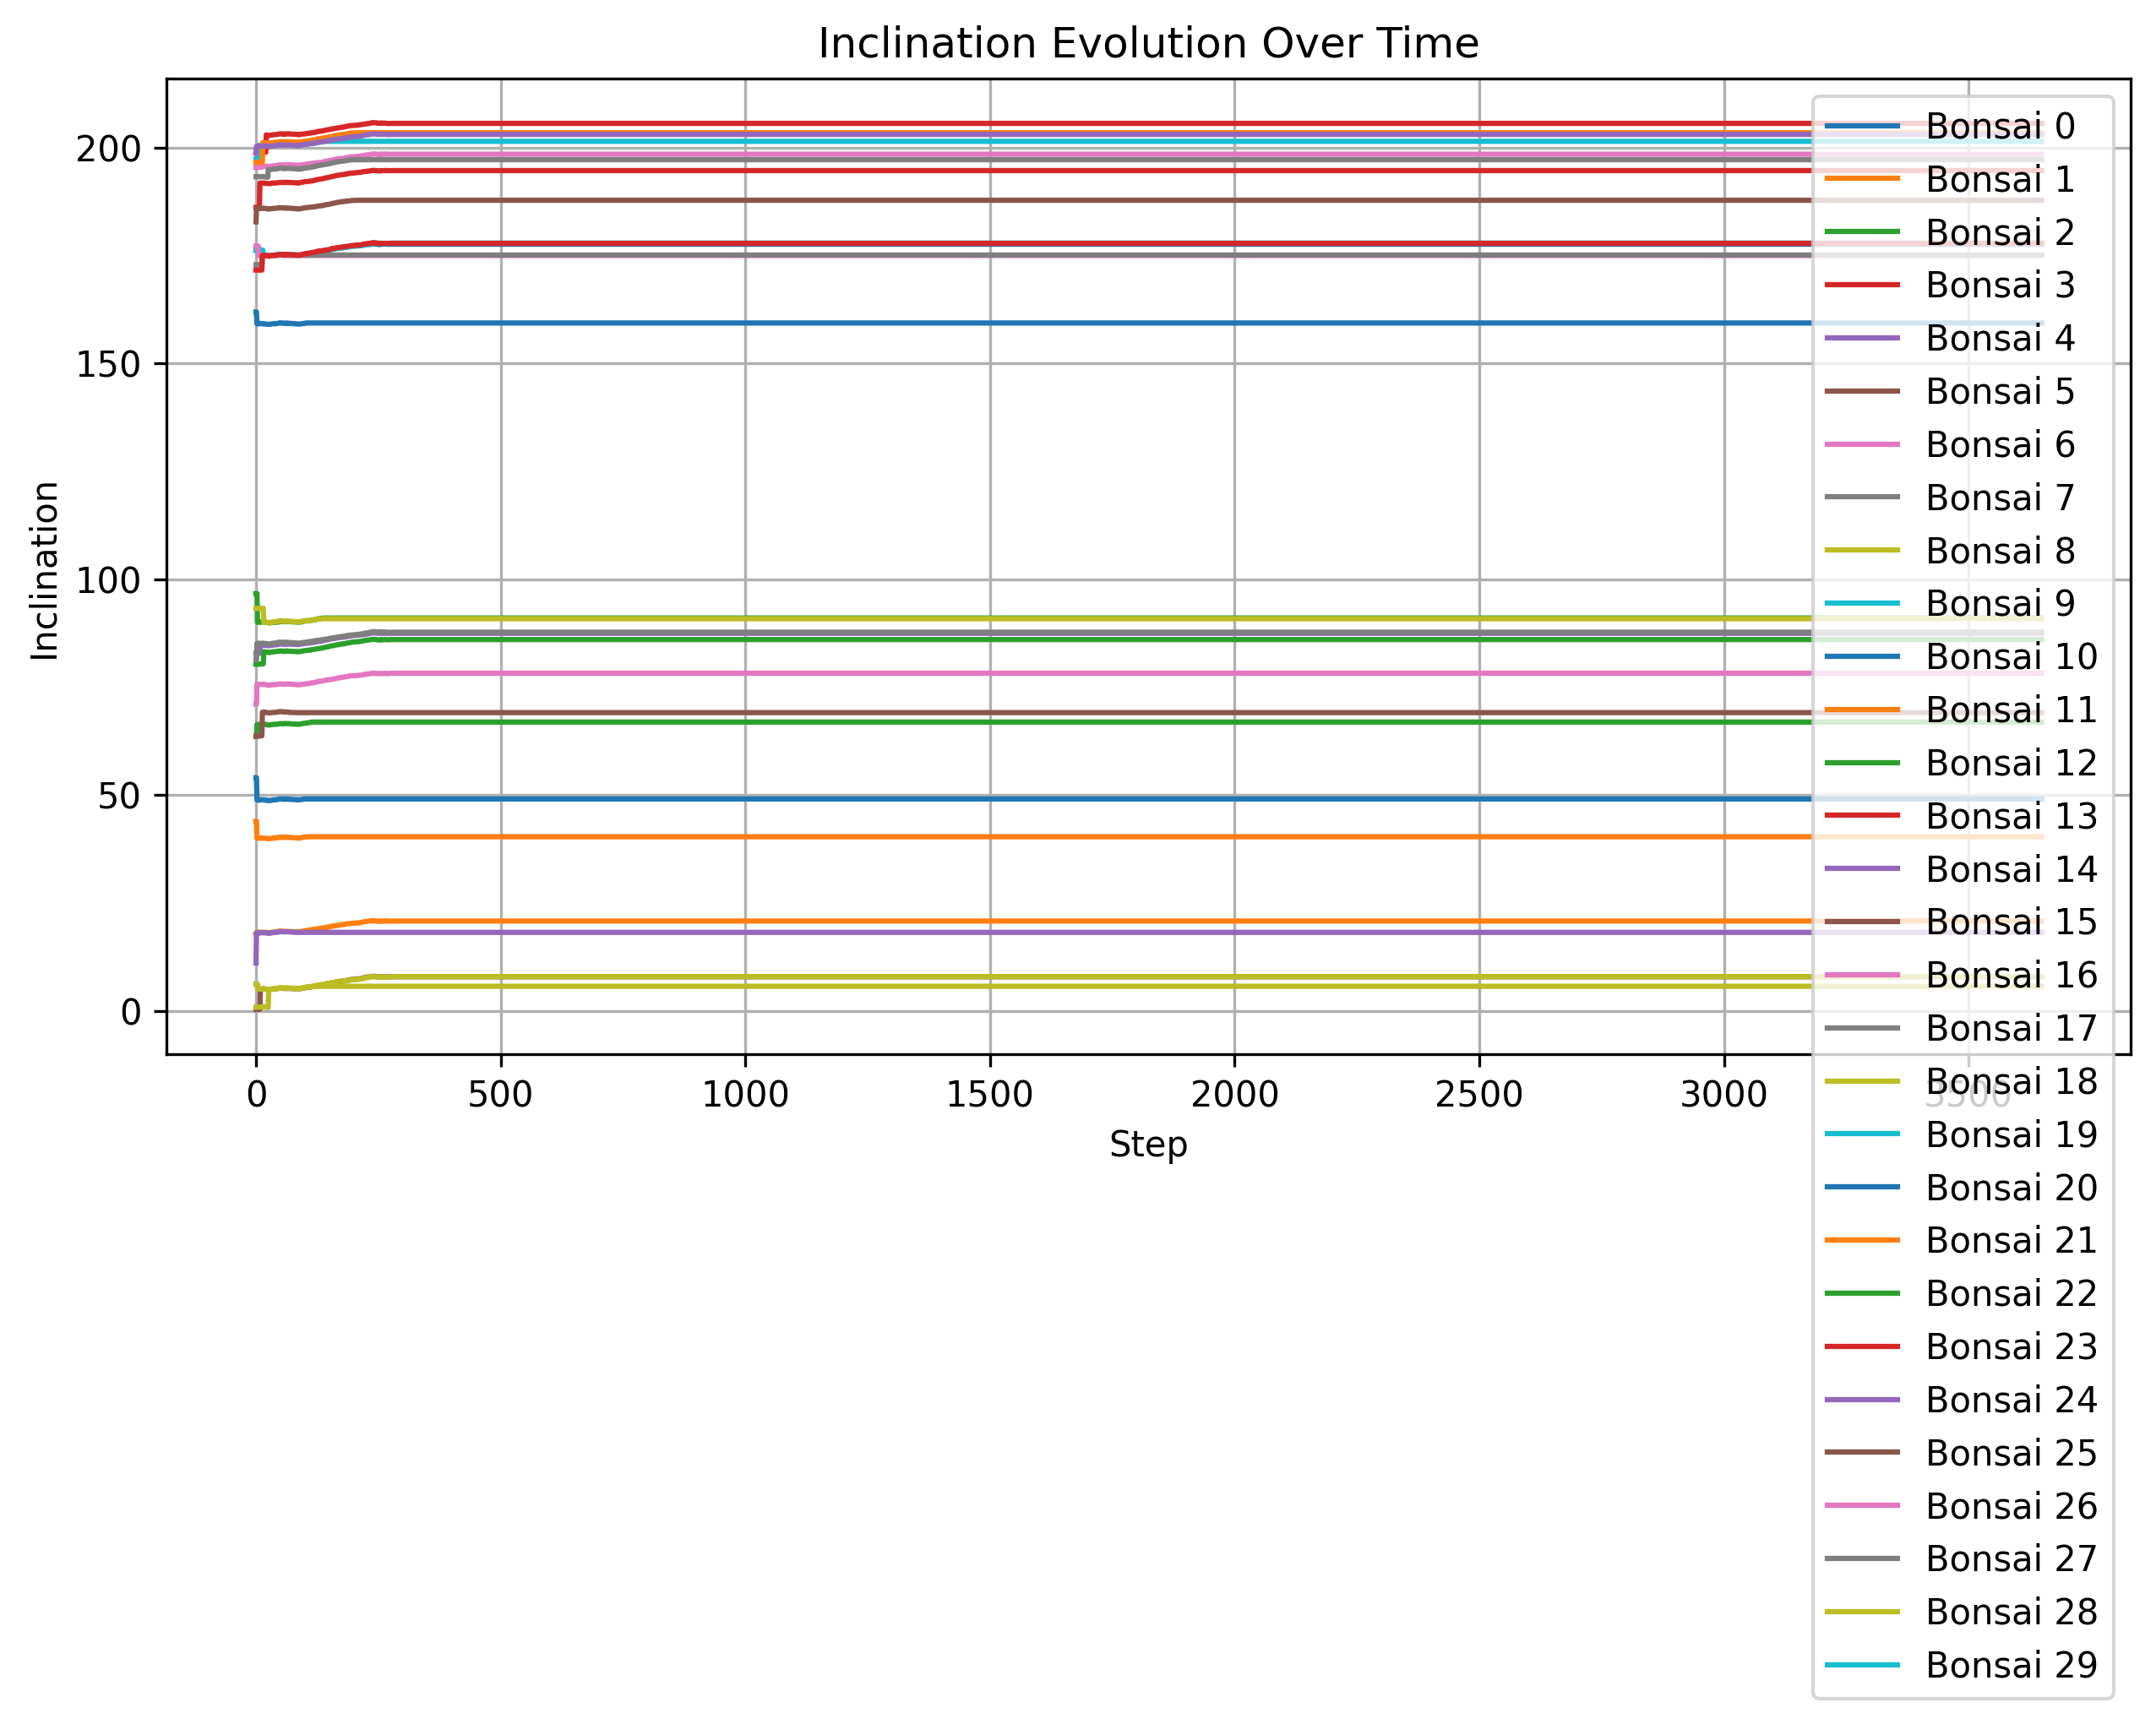 Inclination Evolution Over Time
Inclination
200
150
100
50
0
0 500 1000 1500 2000 2500 3000 3500
Step
Bonsai 0
Bonsai 1
Bonsai 2
Bonsai 3
Bonsai 4
Bonsai 5
Bonsai 6
Bonsai 7
Bonsai 8
Bonsai 9
Bonsai 10
Bonsai 11
Bonsai 12
Bonsai 13
Bonsai 14
Bonsai 15
Bonsai 16
Bonsai 17
Bonsai 18
Bonsai 19
Bonsai 20
Bonsai 21
Bonsai 22
Bonsai 23
Bonsai 24
Bonsai 25
Bonsai 26
Bonsai 27
Bonsai 28
Bonsai 29